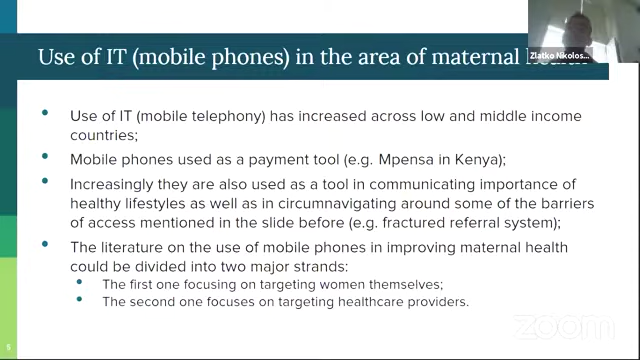 Use of IT (mobile phones) in the area of maternal health
Zlatko Nikolos...
• Use of IT (mobile telephony) has increased across low and middle income
countries;
• Mobile phones used as a payment tool (e.g. Mpensa in Kenya);
• Increasingly they are also used as a tool in communicating importance of
healthy lifestyles as well as in circumnavigating around some of the barriers
of access mentioned in the slide before (e.g. fractured referral system);
• The literature on the use of mobile phones in improving maternal health
could be divided into two major strands:
• The first one focusing on targeting women themselves;
• The second one focuses on targeting healthcare providers.
5
zoom